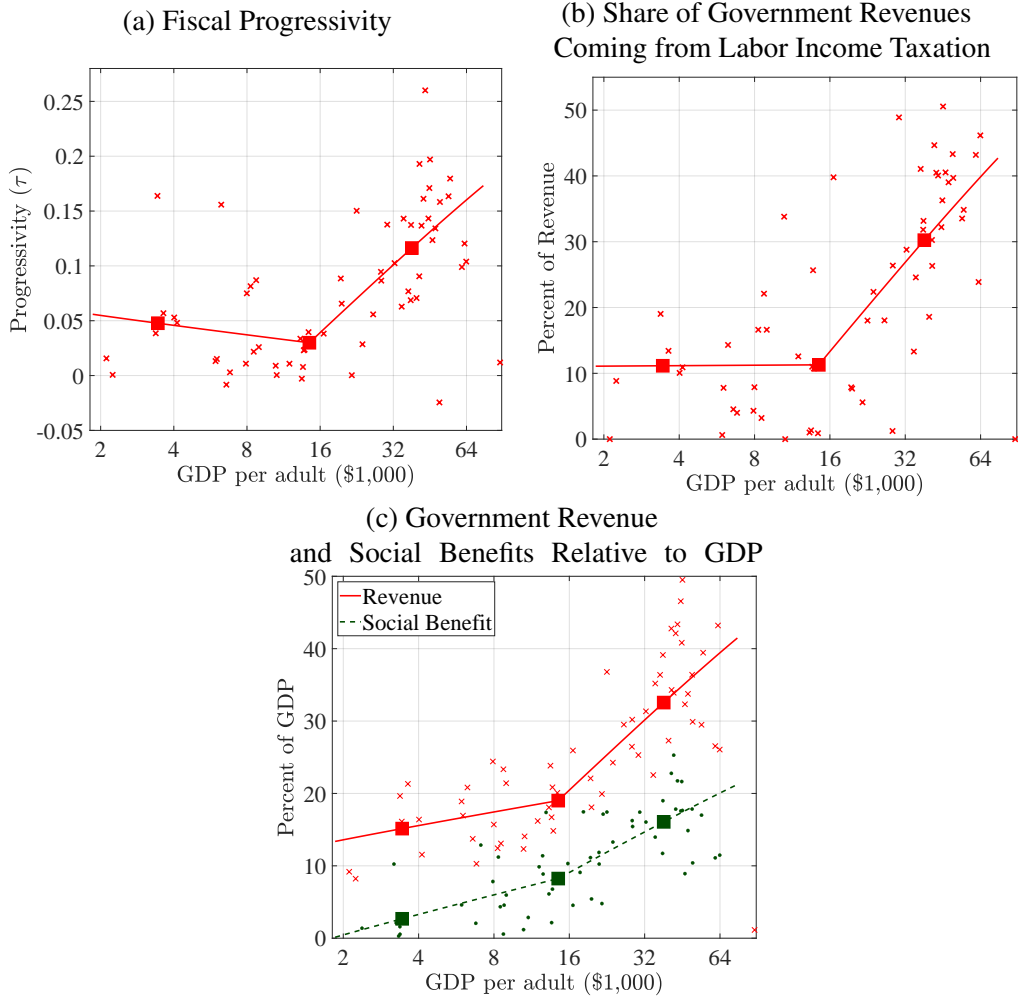 (a) Fiscal Progressivity
Progressivity (τ)
0.25
0.2
0.15
0.1
0.05
0
-0.05
2 4 8 16 32 64
GDP per adult ($1,000)
(b) Share of Government Revenues
Coming from Labor Income Taxation
Percent of Revenue
50
40
30
20
10
0
2 4 8 16 32 64
GDP per adult ($1,000)
(c) Government Revenue
and Social Benefits Relative to GDP
Percent of GDP
50
40
30
20
10
0
Revenue
Social Benefit
2 4 8 16 32 64
GDP per adult ($1,000)